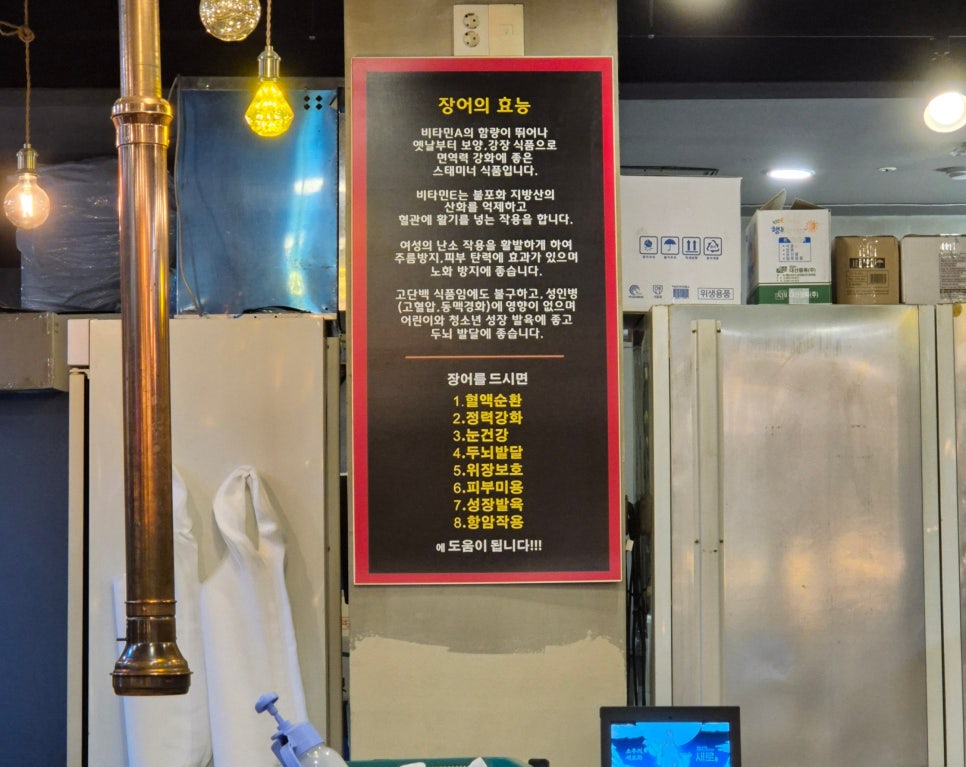 장어의 효능
비타민A의 함량이 뛰어나
옛날부터 보양.강장 식품으로
면역력 강화에 좋은
스태미너 식품입니다.
비타민E는 불포화 지방산의
산화를 억제하고
혈관에 활기를 넣는 작용을 합니다.
여성의 난소 작용을 활발하게 하여
주름방지,피부 탄력에 효과가 있으며
노화 방지에 좋습니다.
고단백 식품임에도 불구하고, 성인병
(고혈압,동맥경화)에 영향이 없으며
어린이와 청소년 성장 발육에 좋고
두뇌 발달에 좋습니다.
장어를 드시면
1.혈액순환
2.정력강화
3.눈건강
4.두뇌발달
5.위장보호
6.피부미용
7.성장발육
8.항암작용
에 도움이 됩니다!!!
위생용품
새로